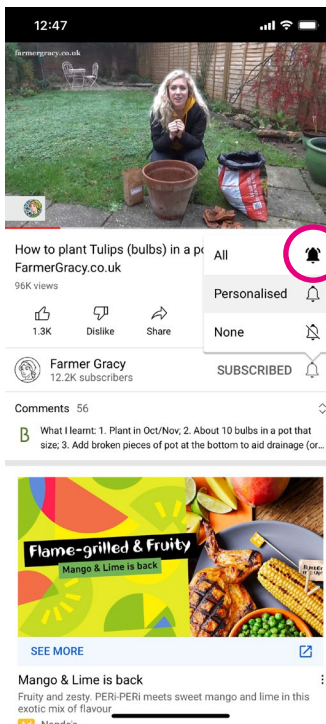 12:47
farmergracy.co.uk
How to plant Tulips (bulbs) in a po
FarmerGracy.co.uk
96K views
All
Personalised
None
1.3K
Dislike
Share
Farmer Gracy
12.2K subscribers
SUBSCRIBED
Comments 56
B
What I learnt: 1. Plant in Oct/Nov; 2. About 10 bulbs in a pot that
size; 3. Add broken pieces of pot at the bottom to aid drainage (or...
Flame-grilled & Fruity
Mango & Lime is back
SEE MORE
Mango & Lime is back
Fruity and zesty. PERi-PERi meets sweet mango and lime in this
exotic mix of flavour
Ad Nando's